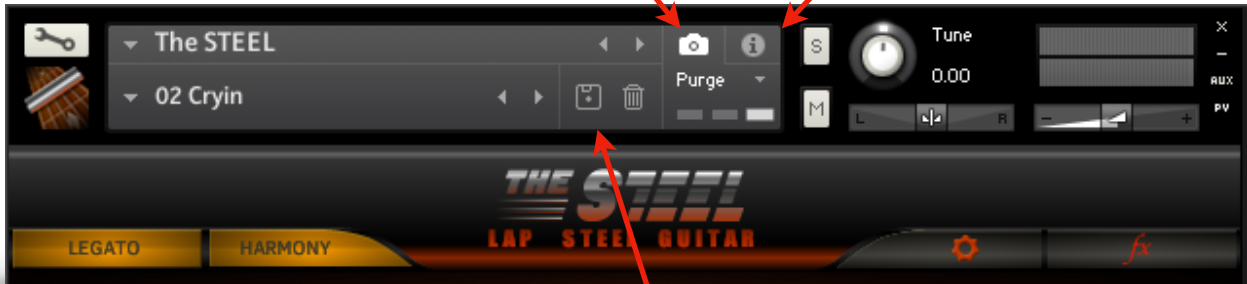 The STEEL
02 Cryin
Purge
S
M
Tune
0.00
L R
- +
×
–
AUX
PV
THE STEEL
LAP STEEL GUITAR
LEGATO
HARMONY
fx